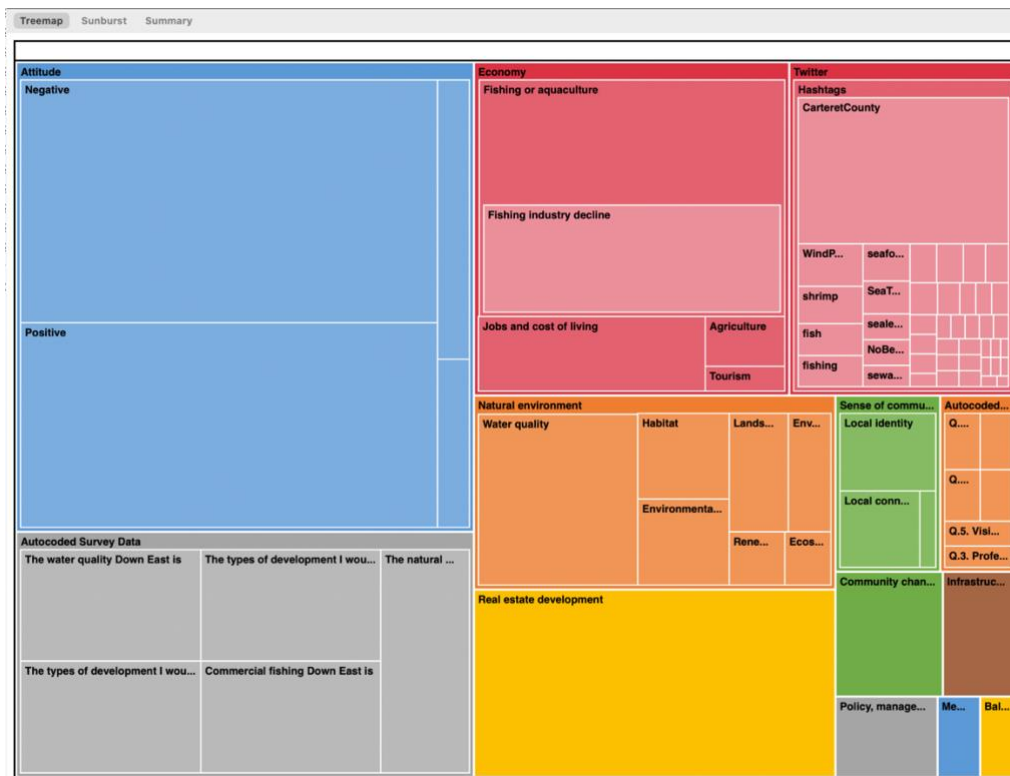 Treemap Sunburst Summary
Attitude
Negative
Positive
Autocoded Survey Data
The water quality Down East is
The types of development I wou...
The natural ...
The types of development I wou...
Commercial fishing Down East is
Economy
Fishing or aquaculture
Fishing industry decline
Jobs and cost of living
Agriculture
Tourism
Twitter
Hashtags
CarteretCounty
WindP...
seafo...
shrimp
SeaT...
fish
seale...
fishing
NoBe...
sewa...
Natural environment
Water quality
Habitat
Lands...
Env...
Environmenta...
Rene...
Ecos...
Sense of commu...
Local identity
Local conn...
Autocoded...
Q....
Q....
Q.5. Visi...
Q.3. Profe...
Real estate development
Community chan...
Infrastruc...
Policy, manage...
Me...
Bal...